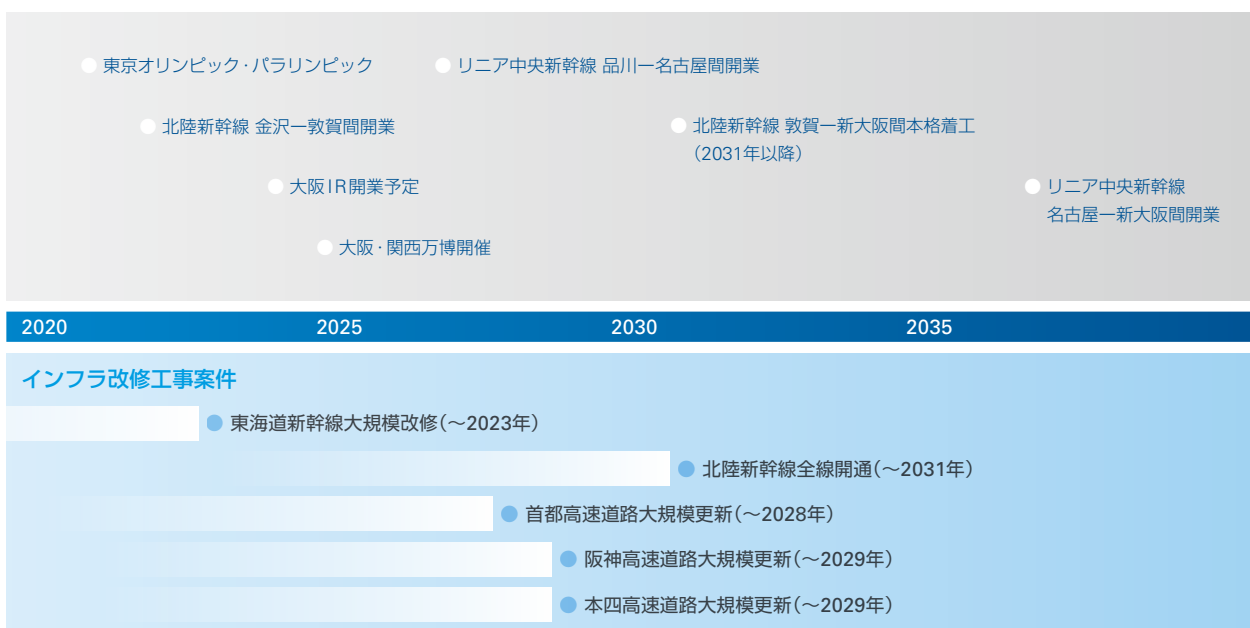 東京オリンピック・パラリンピック
リニア中央新幹線 品川ー名古屋間開業
北陸新幹線 金沢ー敦賀間開業
北陸新幹線 敦賀ー新大阪間本格着工
（2031年以降）
大阪IR開業予定
リニア中央新幹線
名古屋ー新大阪間開業
大阪・関西万博開催
2020 2025 2030 2035
インフラ改修工事案件
東海道新幹線大規模改修（～2023年）
北陸新幹線全線開通（～2031年）
首都高速道路大規模更新（～2028年）
阪神高速道路大規模更新（～2029年）
本四高速道路大規模更新（～2029年）